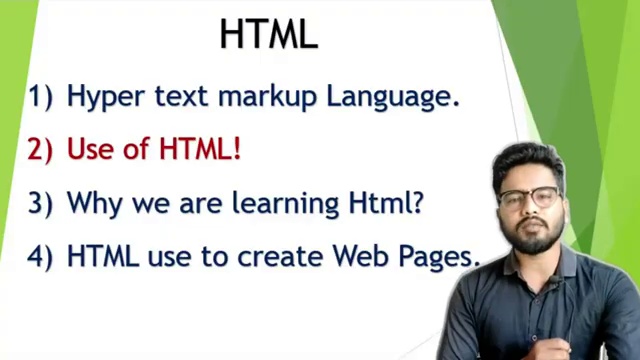 HTML
1) Hyper text markup Language.
2) Use of HTML!
3) Why we are learning Html?
4) HTML use to create Web Pages.